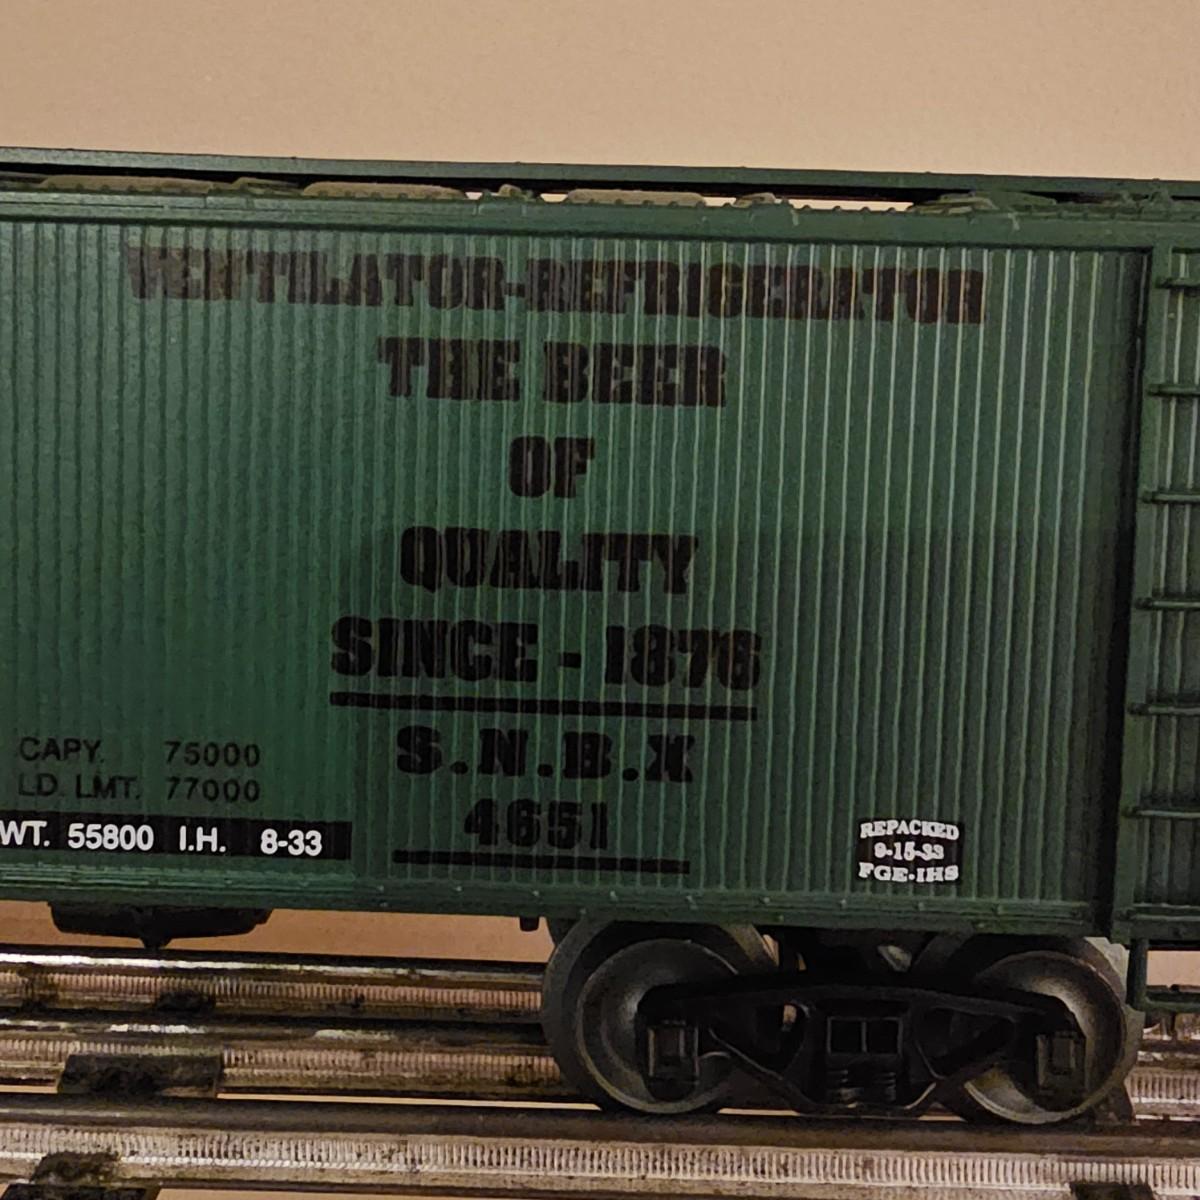 VENTILATOR-REFRIGERATOR
THE BEER
OF
QUALITY
SINCE - 1876
S.N.B.X
4651
CAPY. 75000
LD. LMT. 77000
WT. 55800 I.H. 8-33
REPACKED
9-15-33
FGE-IHS